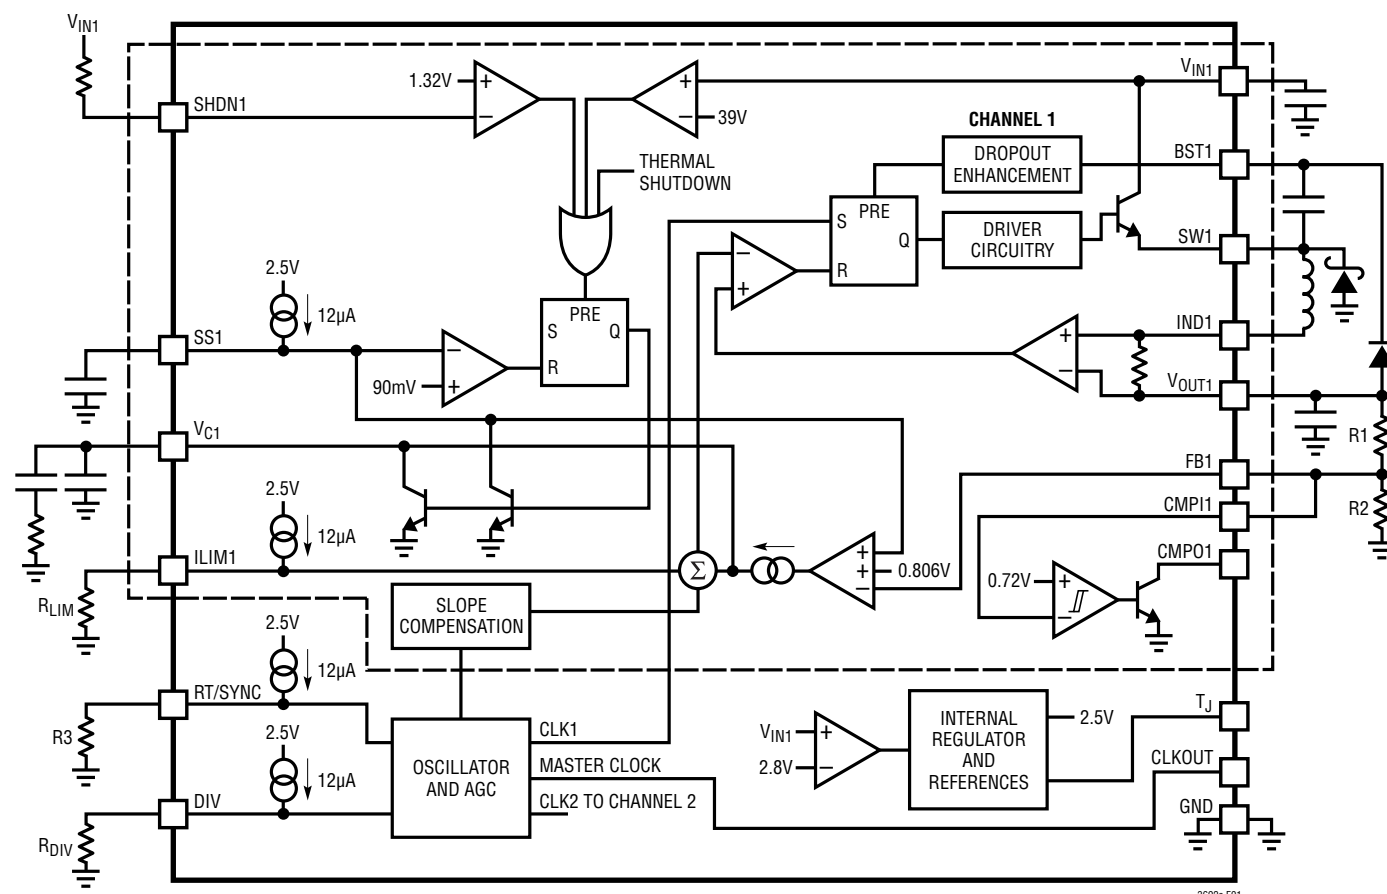 VIN1
SHDN1
1.32V
39V
THERMAL
SHUTDOWN
CHANNEL 1
DROPOUT
ENHANCEMENT
VIN1
BST1
PRE
S
Q
R
DRIVER
CIRCUITRY
SW1
2.5V
12µA
SS1
90mV
PRE
S
Q
R
IND1
VOUT1
VC1
R1
FB1
R2
CMPI1
2.5V
12µA
ILIM1
RLIM
Σ
0.806V
0.72V
CMPO1
SLOPE
COMPENSATION
2.5V
12µA
RT/SYNC
R3
2.5V
12µA
DIV
RDIV
OSCILLATOR
AND AGC
CLK1
MASTER CLOCK
CLK2 TO CHANNEL 2
VIN1
2.8V
INTERNAL
REGULATOR
AND
REFERENCES
2.5V
TJ
CLKOUT
GND